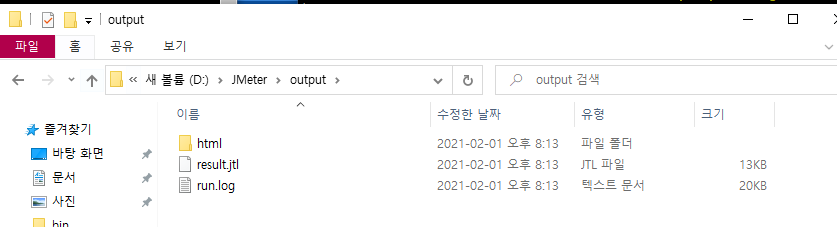 output
파일 홈 공유 보기
« 새 볼륨 (D:) > JMeter > output > output 검색
이름 수정한 날짜 유형 크기
즐겨찾기
바탕 화면
문서
사진
bin
html 2021-02-01 오후 8:13 파일 폴더
result.jtl 2021-02-01 오후 8:13 JTL 파일 13KB
run.log 2021-02-01 오후 8:13 텍스트 문서 20KB